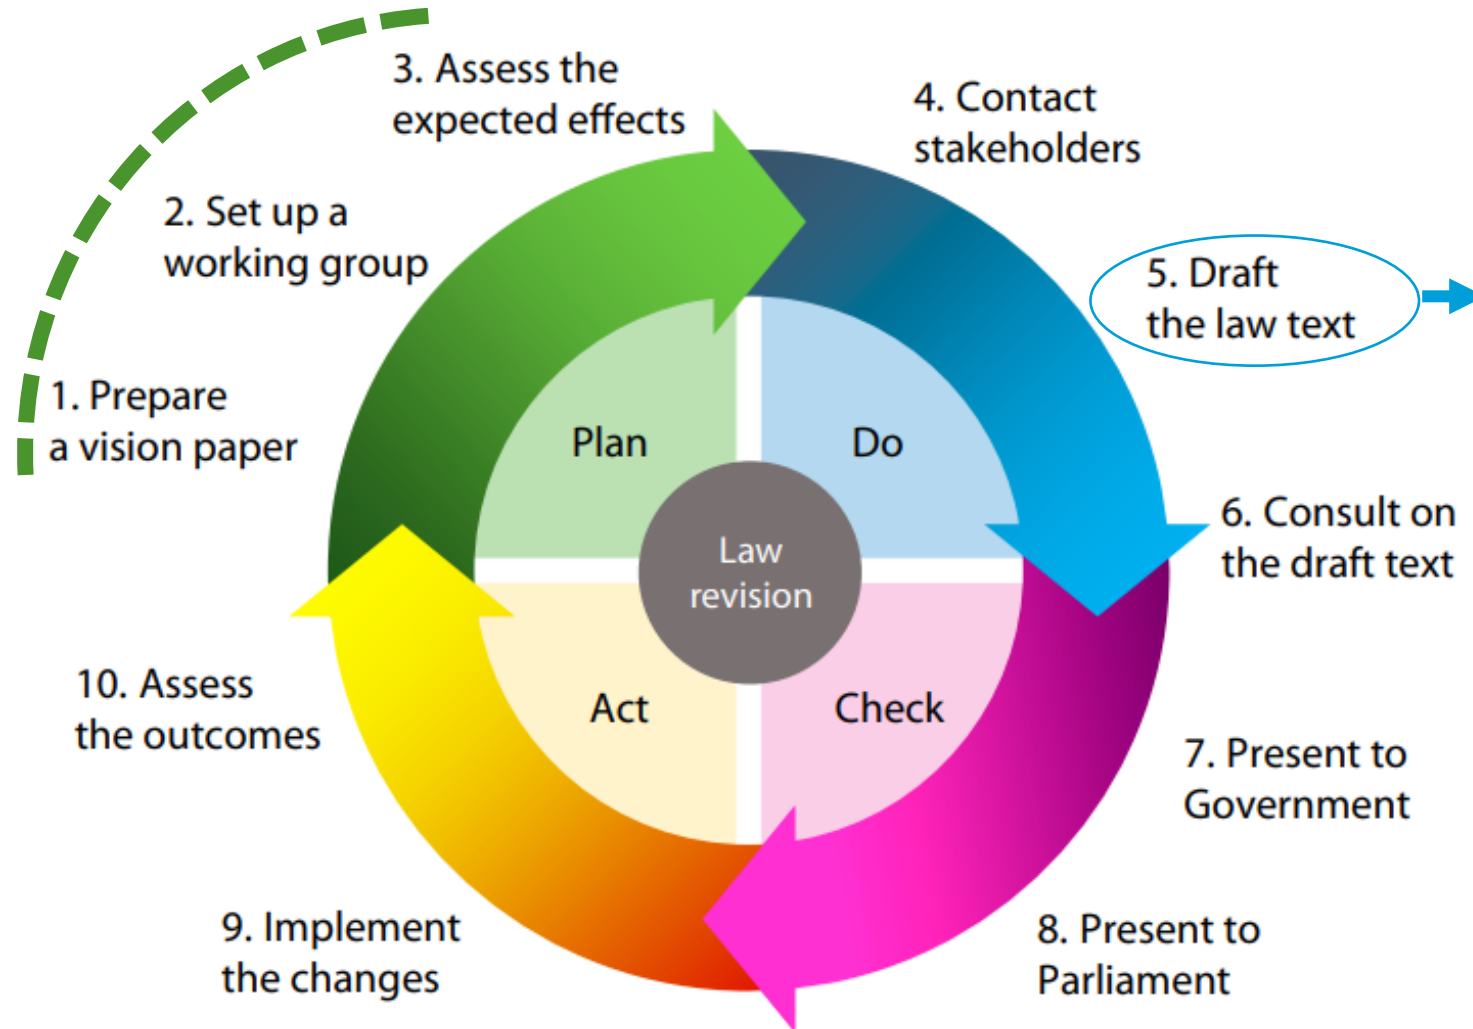 3. Assess the
expected effects
4. Contact
stakeholders
2. Set up a
working group
5. Draft
the law text
1. Prepare
a vision paper
Plan
Do
6. Consult on
the draft text
Law
revision
10. Assess
the outcomes
Act
Check
7. Present to
Government
9. Implement
the changes
8. Present to
Parliament